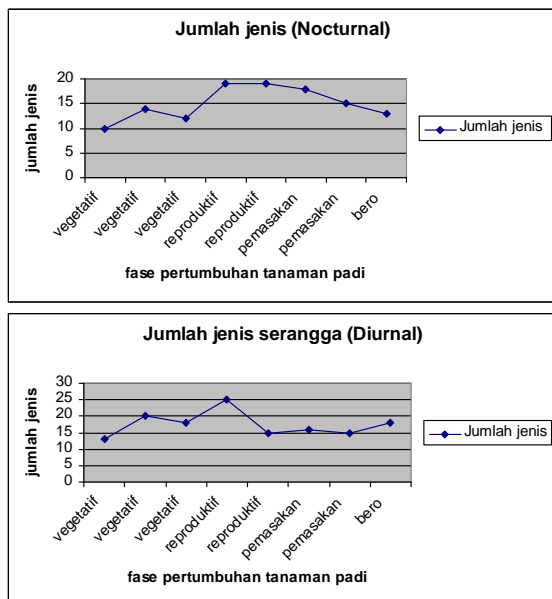 Jumlah jenis (Nocturnal)
jumlah jenis
20
15
10
5
0
vegetatif
vegetatif
vegetatif
reproduktif
reproduktif
pemasakan
pemasakan
bero
fase pertumbuhan tanaman padi
Jumlah jenis
Jumlah jenis serangga (Diurnal)
jumlah jenis
30
25
20
15
10
5
0
vegetatif
vegetatif
vegetatif
reproduktif
reproduktif
pemasakan
pemasakan
bero
fase pertumbuhan tanaman padi
Jumlah jenis